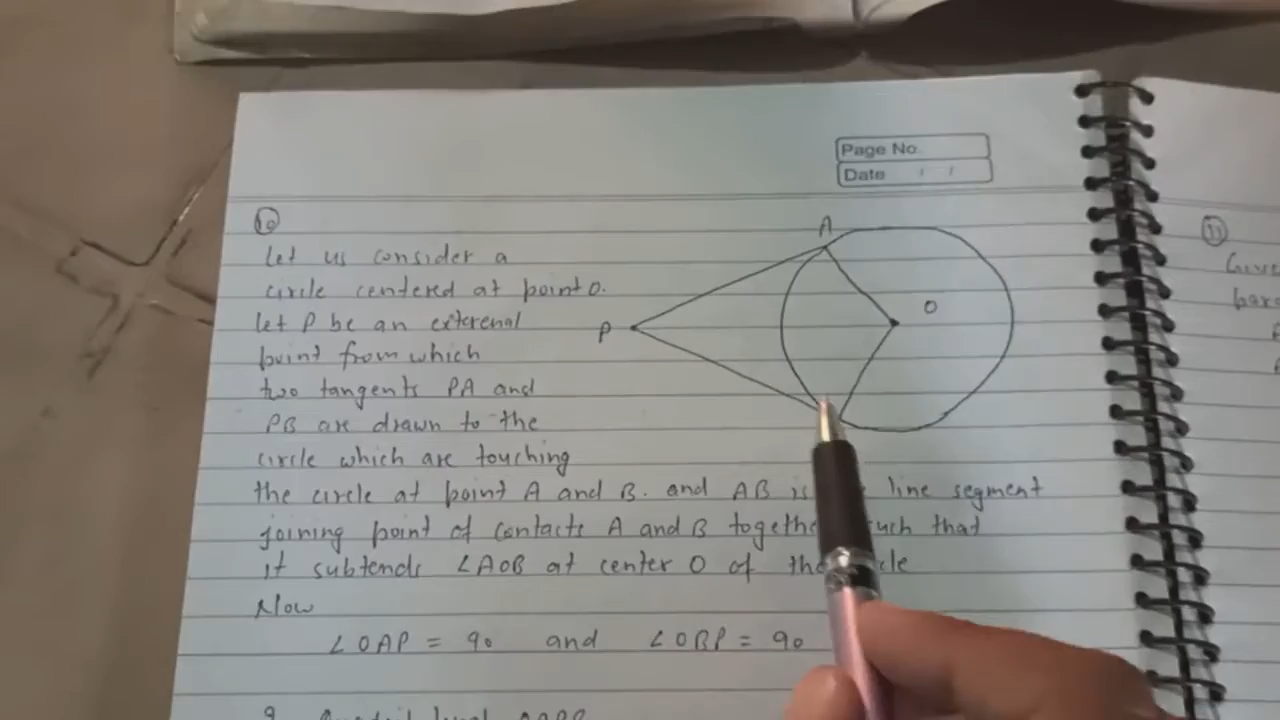 Page No.
Date / /
10
Let us consider a
circle centered at point O.
let P be an exterenal
point from which
two tangents PA and
PB are drawn to the
circle which are touching
the circle at point A and B. and AB is line segment
joining point of contacts A and B together such that
it subtends ∠AOB at center O of the circle
Now
∠OAP = 90 and ∠OBP = 90
A
O
P
11